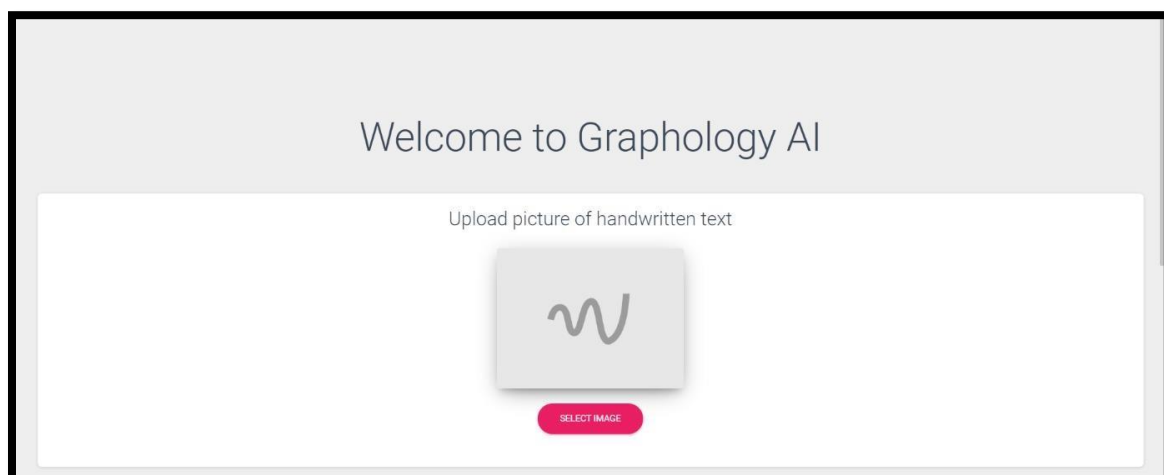 Welcome to Graphology AI
Upload picture of handwritten text
SELECT IMAGE